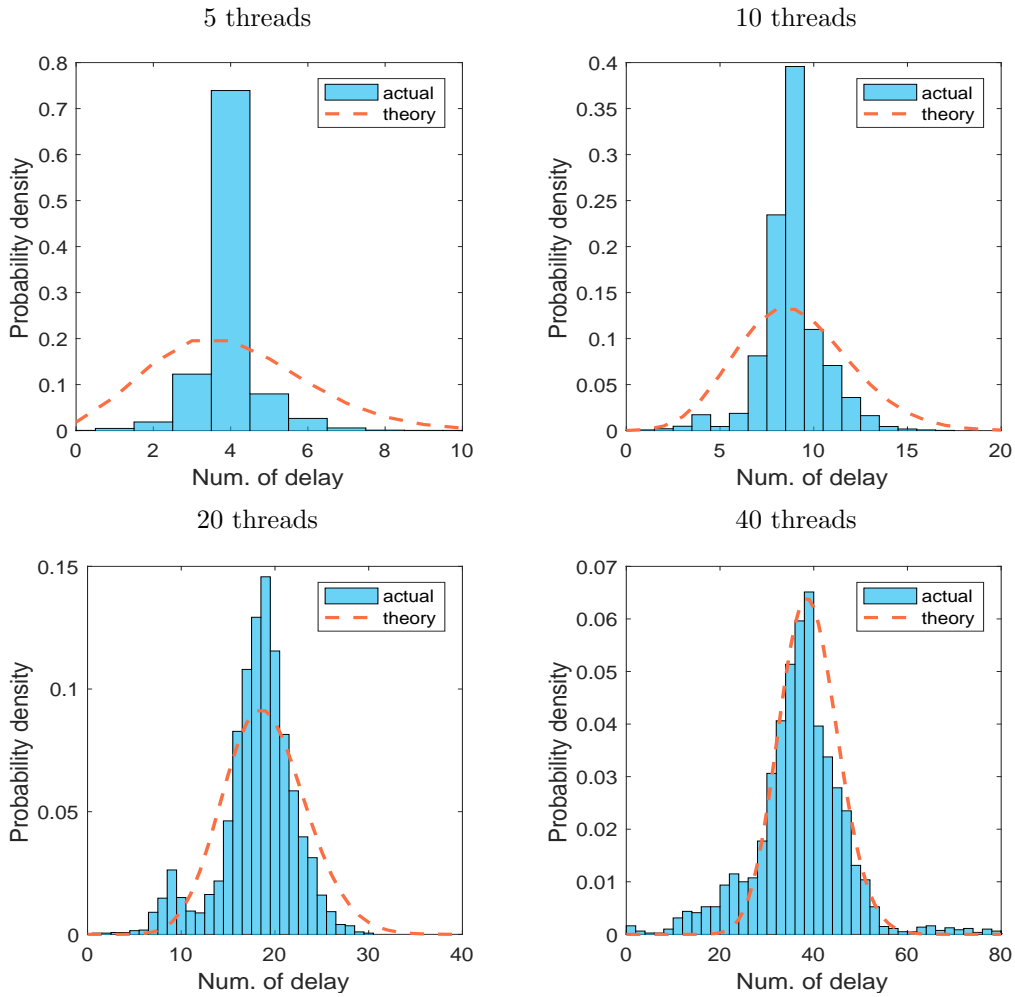 5 threads
0.8
0.7
0.6
0.5
0.4
0.3
0.2
0.1
0
0 2 4 6 8 10
Probability density
Num. of delay
actual
theory
10 threads
0.4
0.35
0.3
0.25
0.2
0.15
0.1
0.05
0
0 5 10 15 20
Probability density
Num. of delay
actual
theory
20 threads
0.15
0.1
0.05
0
0 10 20 30 40
Probability density
Num. of delay
actual
theory
40 threads
0.07
0.06
0.05
0.04
0.03
0.02
0.01
0
0 20 40 60 80
Probability density
Num. of delay
actual
theory